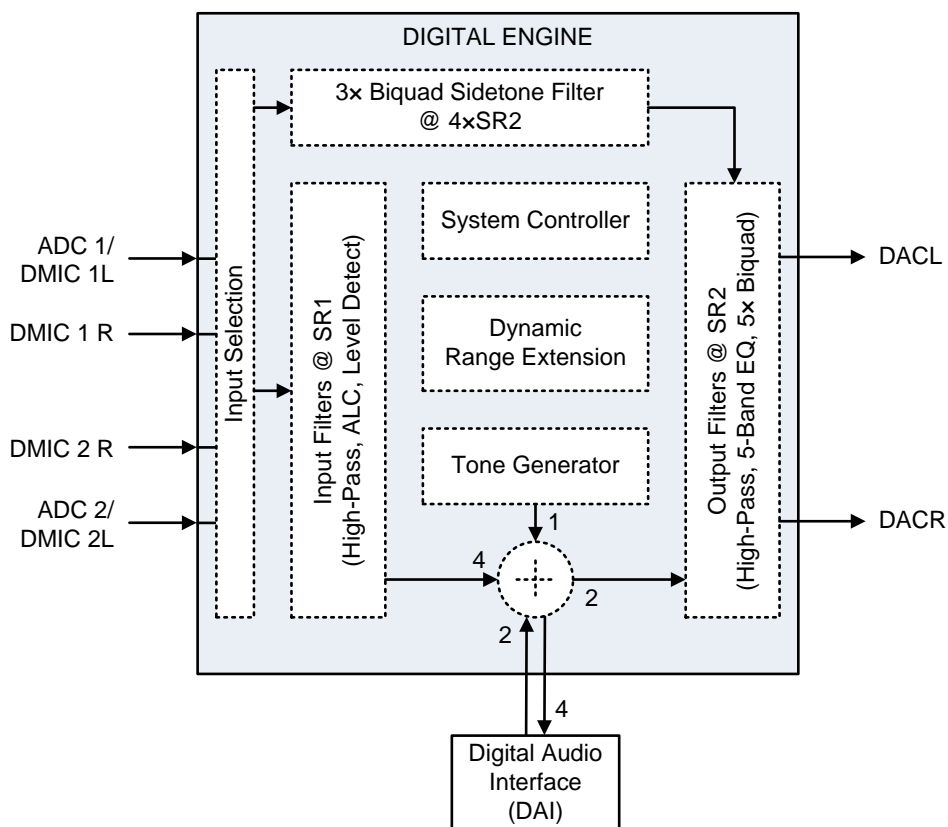 DIGITAL ENGINE
3× Biquad Sidetone Filter
@ 4×SR2
ADC 1/
DMIC 1L
DMIC 1 R
DMIC 2 R
ADC 2/
DMIC 2L
Input Selection
Input Filters @ SR1
(High-Pass, ALC, Level Detect)
System Controller
Dynamic
Range Extension
Tone Generator
1
4
2
2
4
Output Filters @ SR2
(High-Pass, 5-Band EQ, 5× Biquad)
DACL
DACR
Digital Audio
Interface
(DAI)